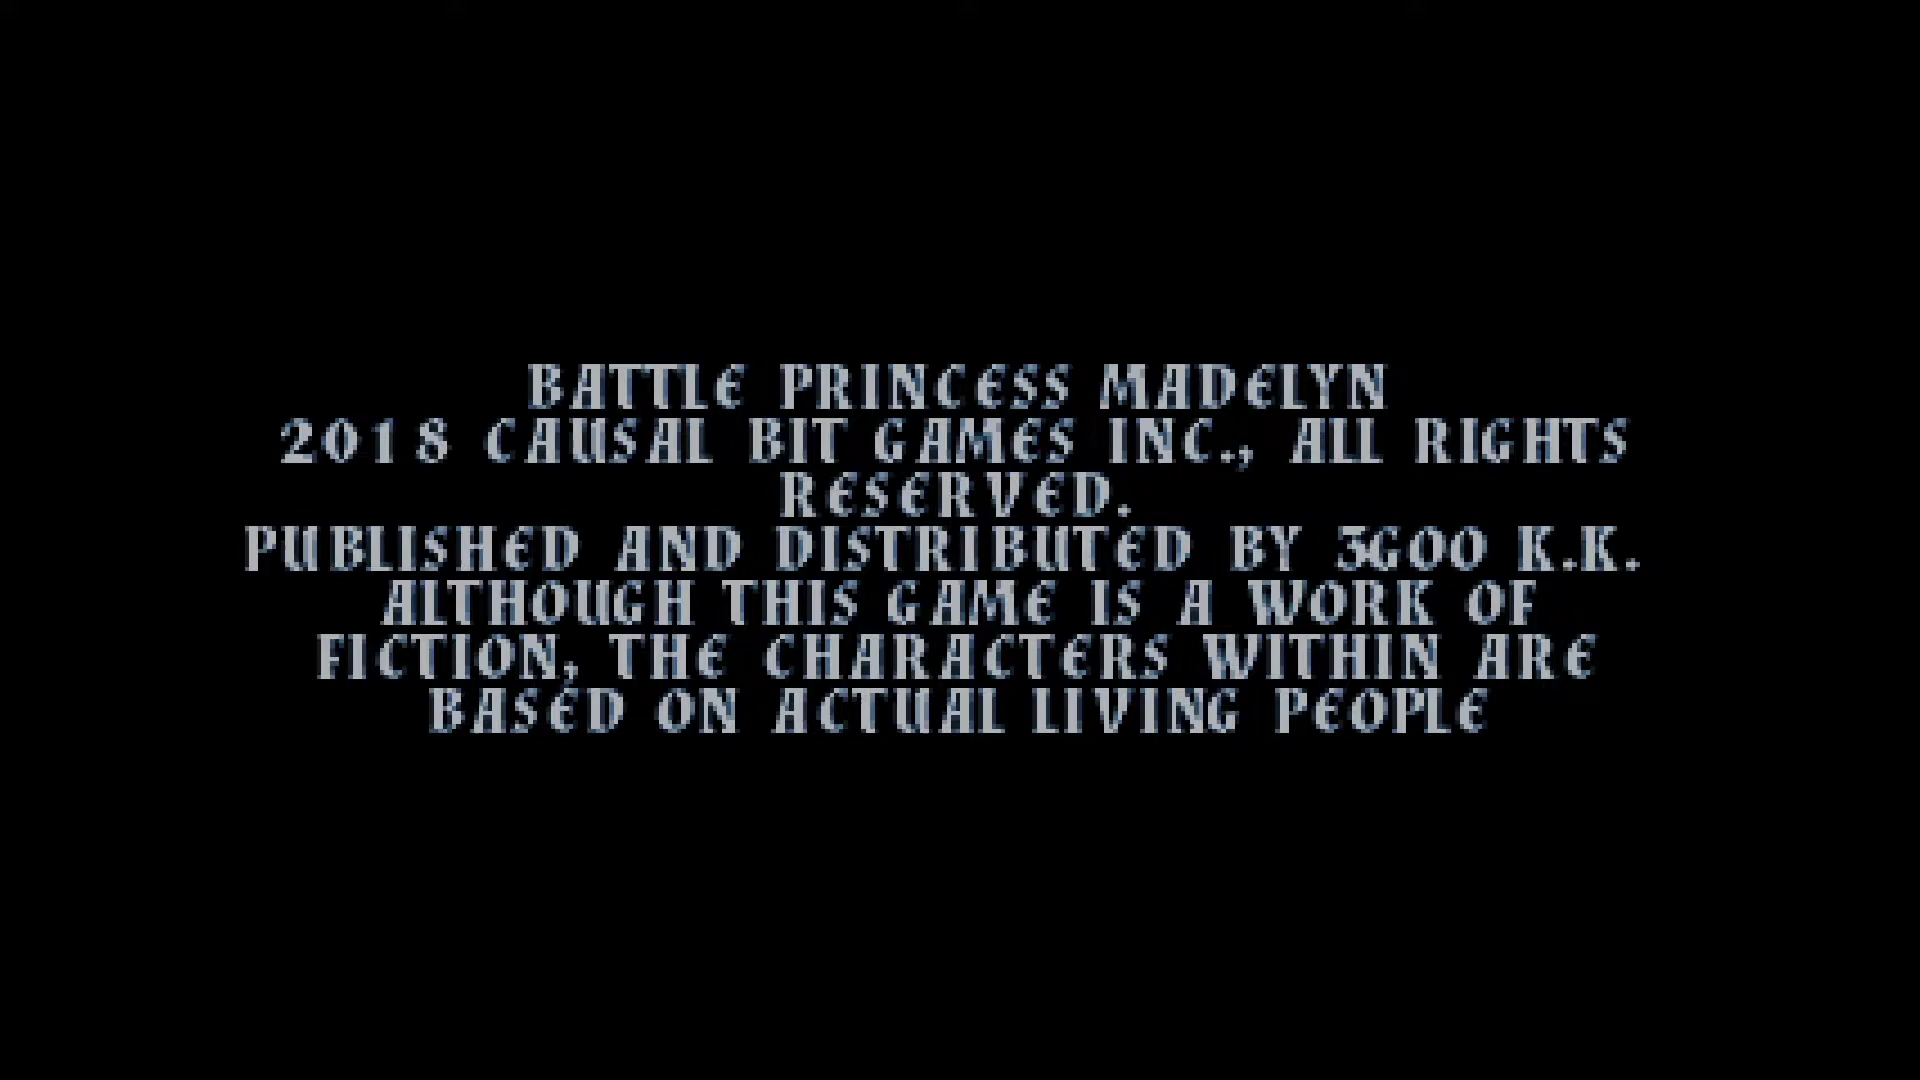 BATTLE PRINCESS MADELYN
2018 CAUSAL BIT GAMES INC., ALL RIGHTS
RESERVED.
PUBLISHED AND DISTRIBUTED BY 3GOO K.K.
ALTHOUGH THIS GAME IS A WORK OF
FICTION, THE CHARACTERS WITHIN ARE
BASED ON ACTUAL LIVING PEOPLE